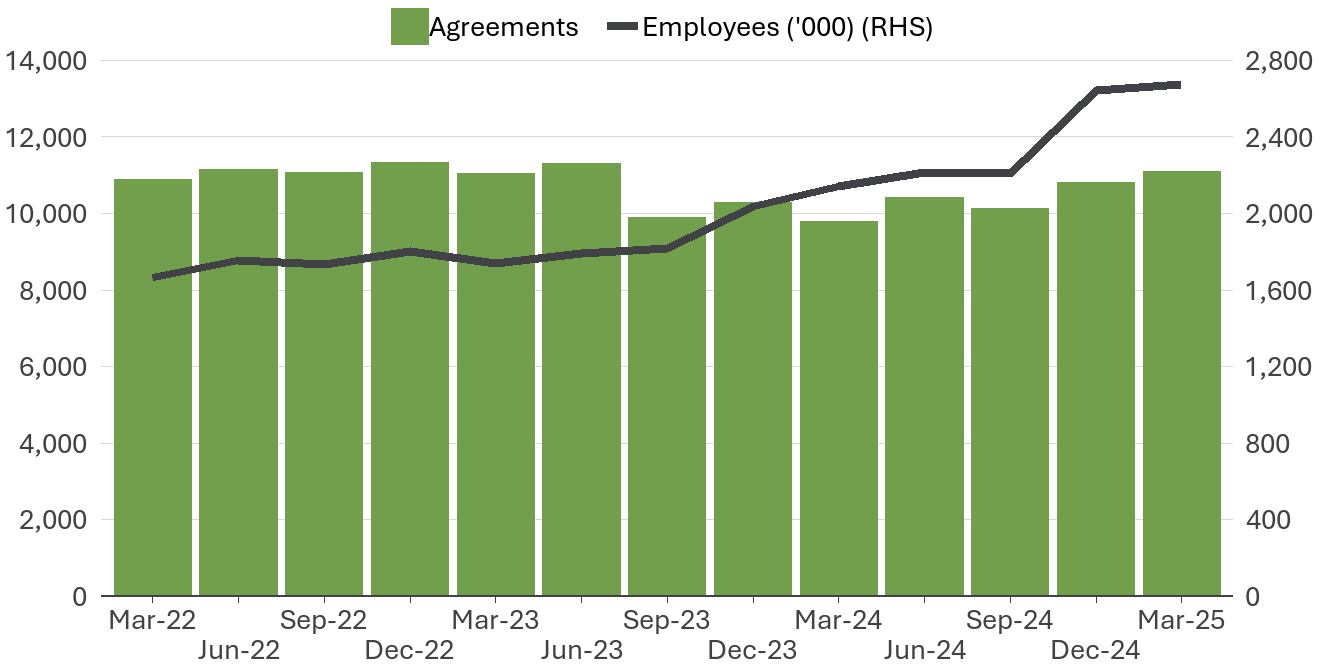 Agreements Employees ('000) (RHS)
14,000 2,800
12,000 2,400
10,000 2,000
8,000 1,600
6,000 1,200
4,000 800
2,000 400
0 0
Mar-22 Sep-22 Mar-23 Sep-23 Mar-24 Sep-24 Mar-25
Jun-22 Dec-22 Jun-23 Dec-23 Jun-24 Dec-24